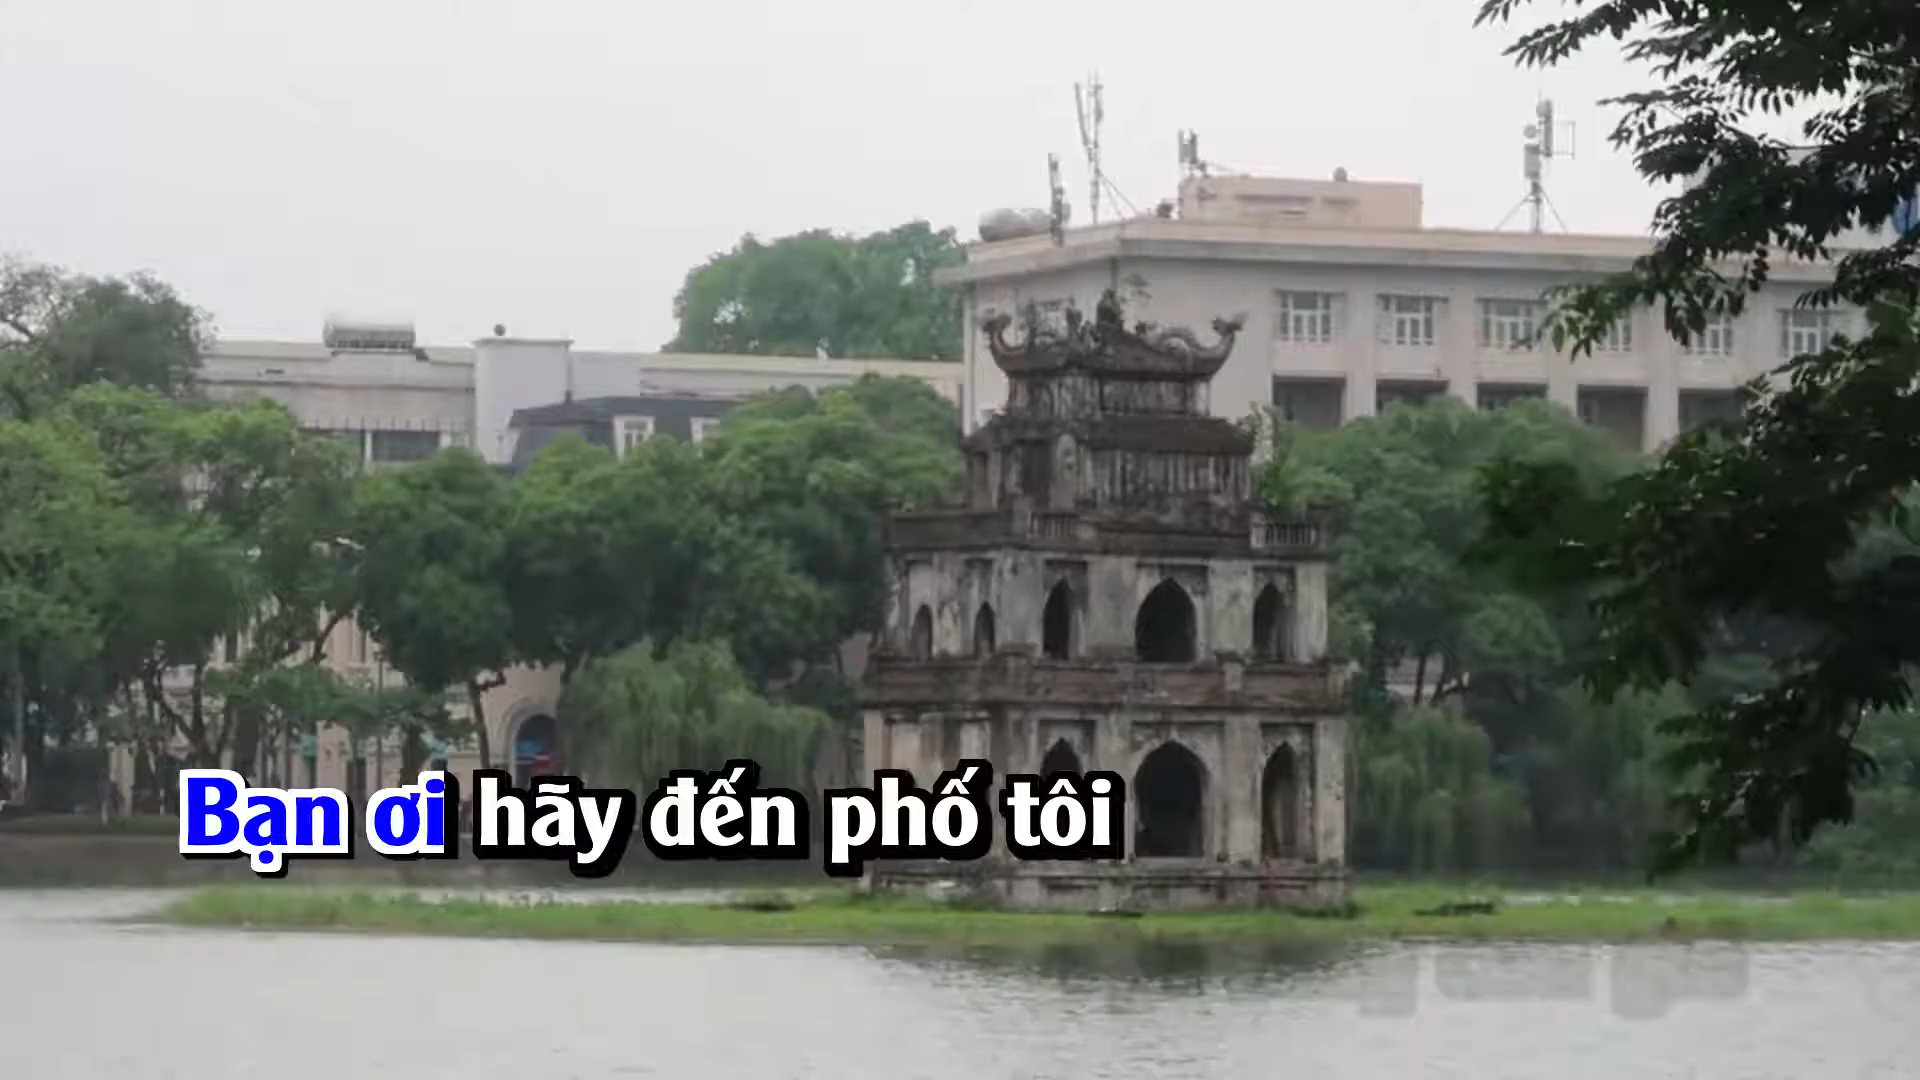 Bạn ơi hãy đến phố tôi